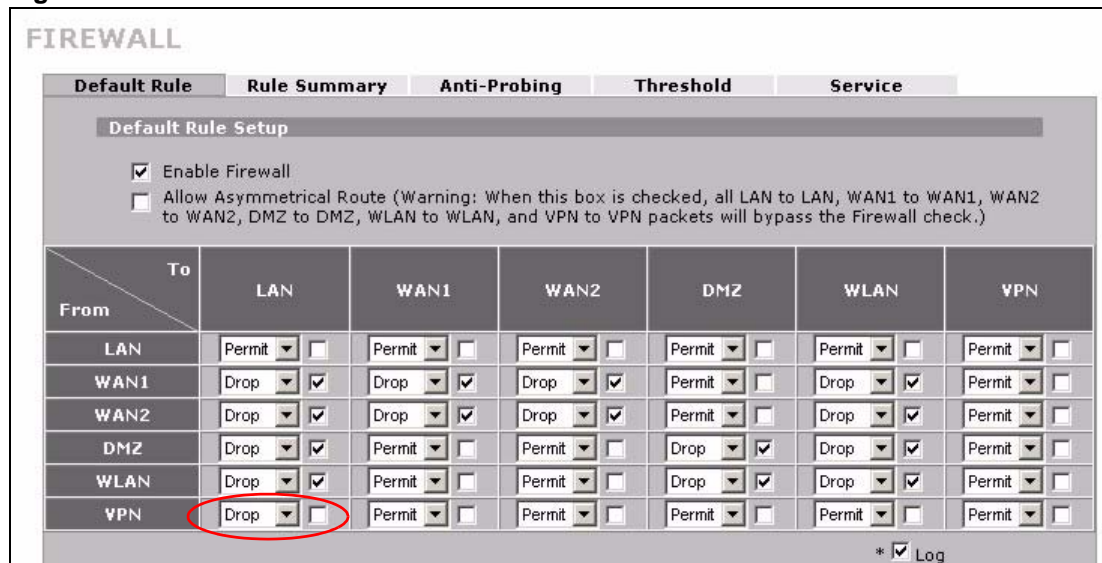 FIREWALL
Default Rule Rule Summary Anti-Probing Threshold Service
Default Rule Setup
Enable Firewall
Allow Asymmetrical Route (Warning: When this box is checked, all LAN to LAN, WAN1 to WAN1, WAN2
to WAN2, DMZ to DMZ, WLAN to WLAN, and VPN to VPN packets will bypass the Firewall check.)
To
From
LAN WAN1 WAN2 DMZ WLAN VPN
LAN Permit Permit Permit Permit Permit Permit
WAN1 Drop Drop Drop Permit Drop Permit
WAN2 Drop Drop Drop Permit Drop Permit
DMZ Drop Permit Permit Drop Drop Permit
WLAN Drop Permit Permit Drop Drop Permit
VPN Drop Permit Permit Permit Permit Permit
* Log